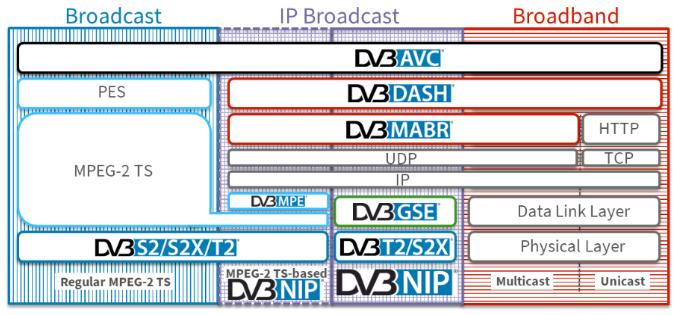 Broadcast IP Broadcast Broadband
DVB AVC
PES DVB DASH
DVB MABR HTTP
MPEG-2 TS
UDP TCP
IP
DVB MPE
DVB GSE Data Link Layer
DVB S2/S2X/T2 DVB T2/S2X Physical Layer
Regular MPEG-2 TS MPEG-2 TS-based DVB NIP DVB NIP Multicast Unicast